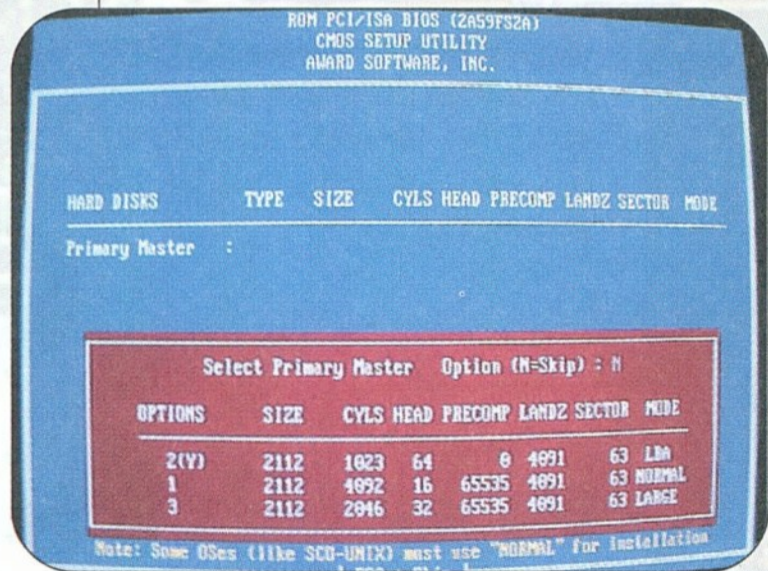 ROM PCI/ISA BIOS (2A59FS2A)
CMOS SETUP UTILITY
AWARD SOFTWARE, INC.
HARD DISKS TYPE SIZE CYLS HEAD PRECOMP LANDZ SECTOR MODE
Primary Master :
Select Primary Master Option (N=Skip) : N
OPTIONS SIZE CYLS HEAD PRECOMP LANDZ SECTOR MODE
2(Y) 2112 1023 64 0 4091 63 LBA
1 2112 4092 16 65535 4091 63 NORMAL
3 2112 2046 32 65535 4091 63 LARGE
Note: Some OSes (like SCO-UNIX) must use "NORMAL" for installation
ESC : Skip